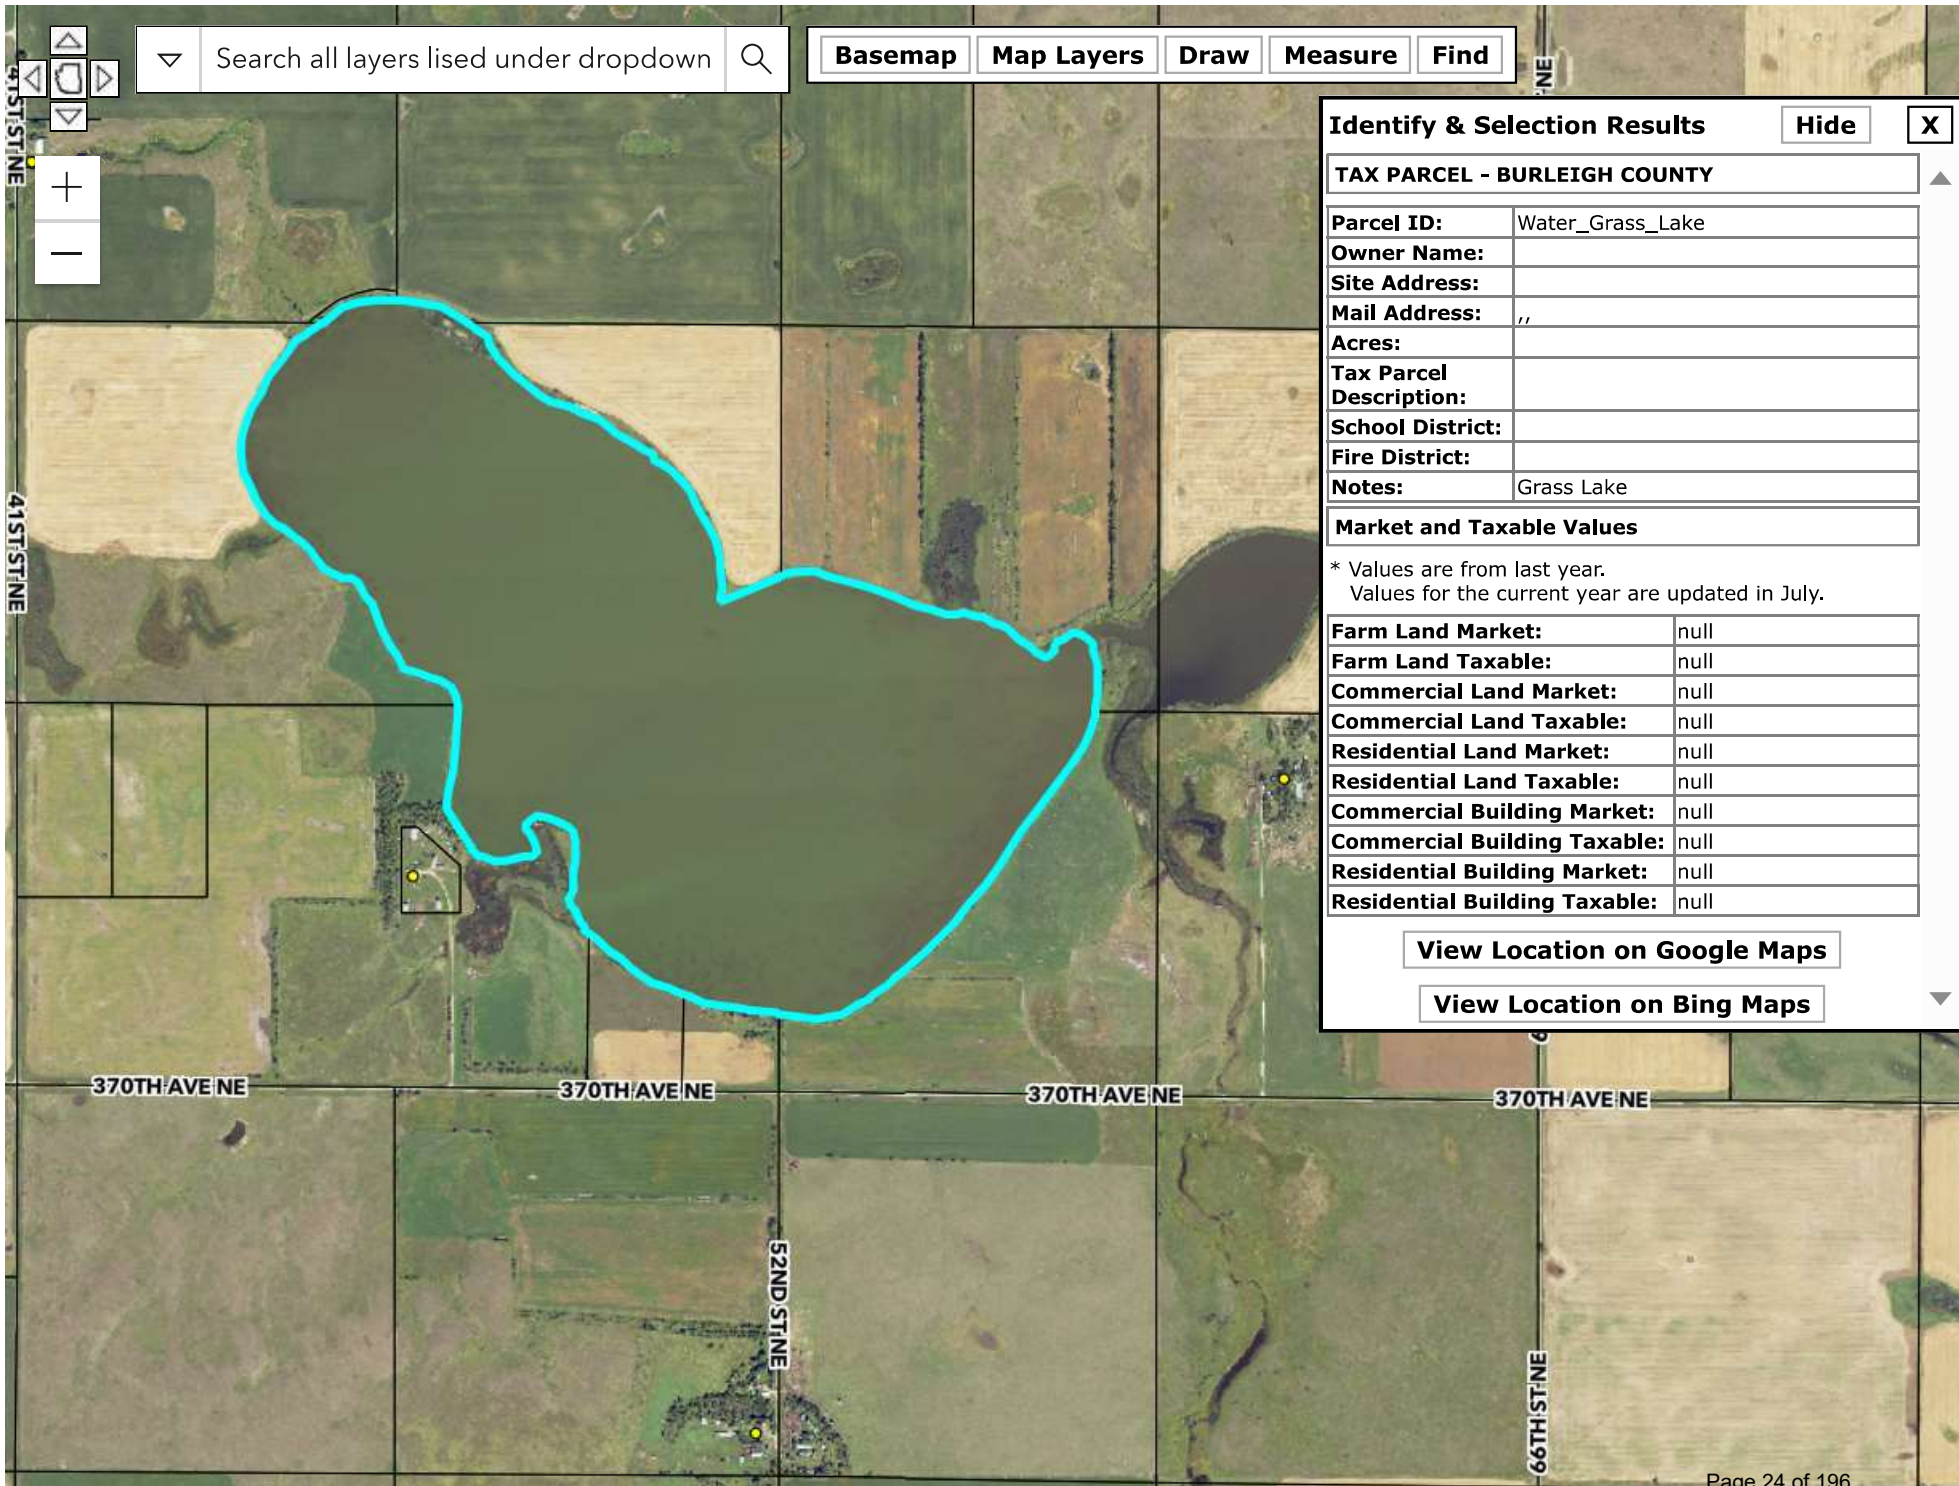 Search all layers lised under dropdown
Basemap
Map Layers
Draw
Measure
Find
Identify & Selection Results
Hide
X
TAX PARCEL - BURLEIGH COUNTY
Parcel ID: Water_Grass_Lake
Owner Name:
Site Address:
Mail Address: ,,
Acres:
Tax Parcel
Description:
School District:
Fire District:
Notes: Grass Lake
Market and Taxable Values
* Values are from last year.
Values for the current year are updated in July.
Farm Land Market: null
Farm Land Taxable: null
Commercial Land Market: null
Commercial Land Taxable: null
Residential Land Market: null
Residential Land Taxable: null
Commercial Building Market: null
Commercial Building Taxable: null
Residential Building Market: null
Residential Building Taxable: null
View Location on Google Maps
View Location on Bing Maps
41ST ST NE
41ST ST NE
NE
370TH AVE NE
370TH AVE NE
370TH AVE NE
370TH AVE NE
52ND ST NE
66TH ST NE
Page 24 of 196